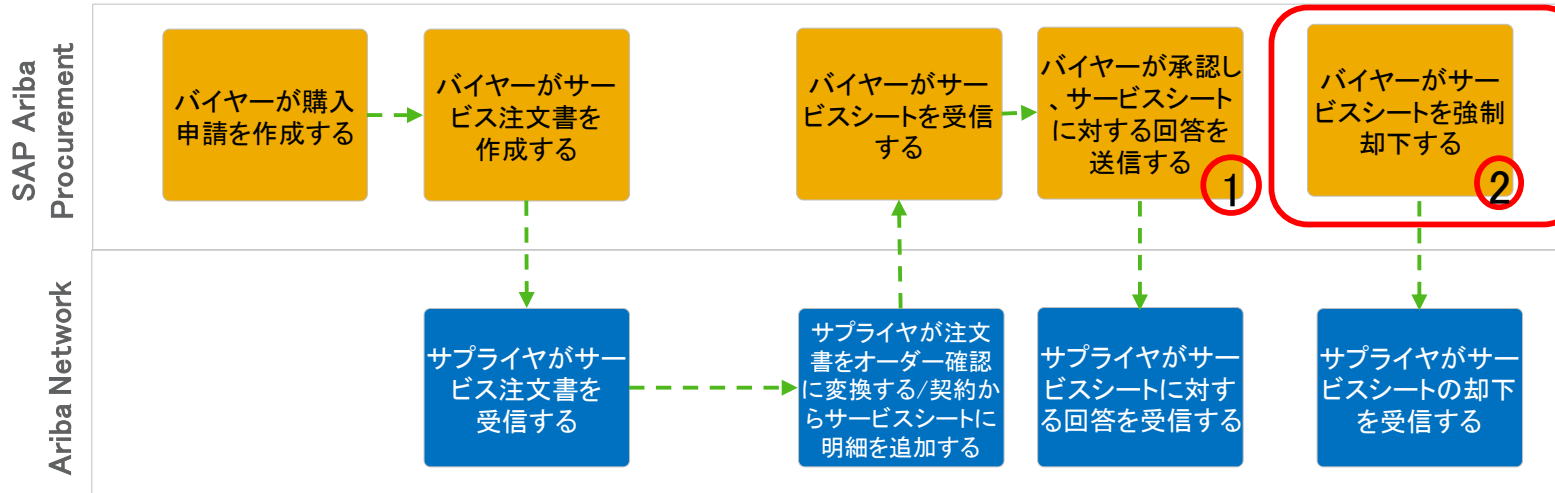 SAP Ariba
Procurement
バイヤーが購入
申請を作成する
バイヤーがサー
ビス注文書を
作成する
バイヤーがサー
ビスシートを受信
する
バイヤーが承認し
、サービスシート
に対する回答を
送信する
1
バイヤーがサー
ビスシートを強制
却下する
2
Ariba Network
サプライヤがサー
ビス注文書を
受信する
サプライヤが注文
書をオーダー確認
に変換する/契約か
らサービスシートに
明細を追加する
サプライヤがサー
ビスシートに対す
る回答を受信する
サプライヤがサー
ビスシートの却下
を受信する